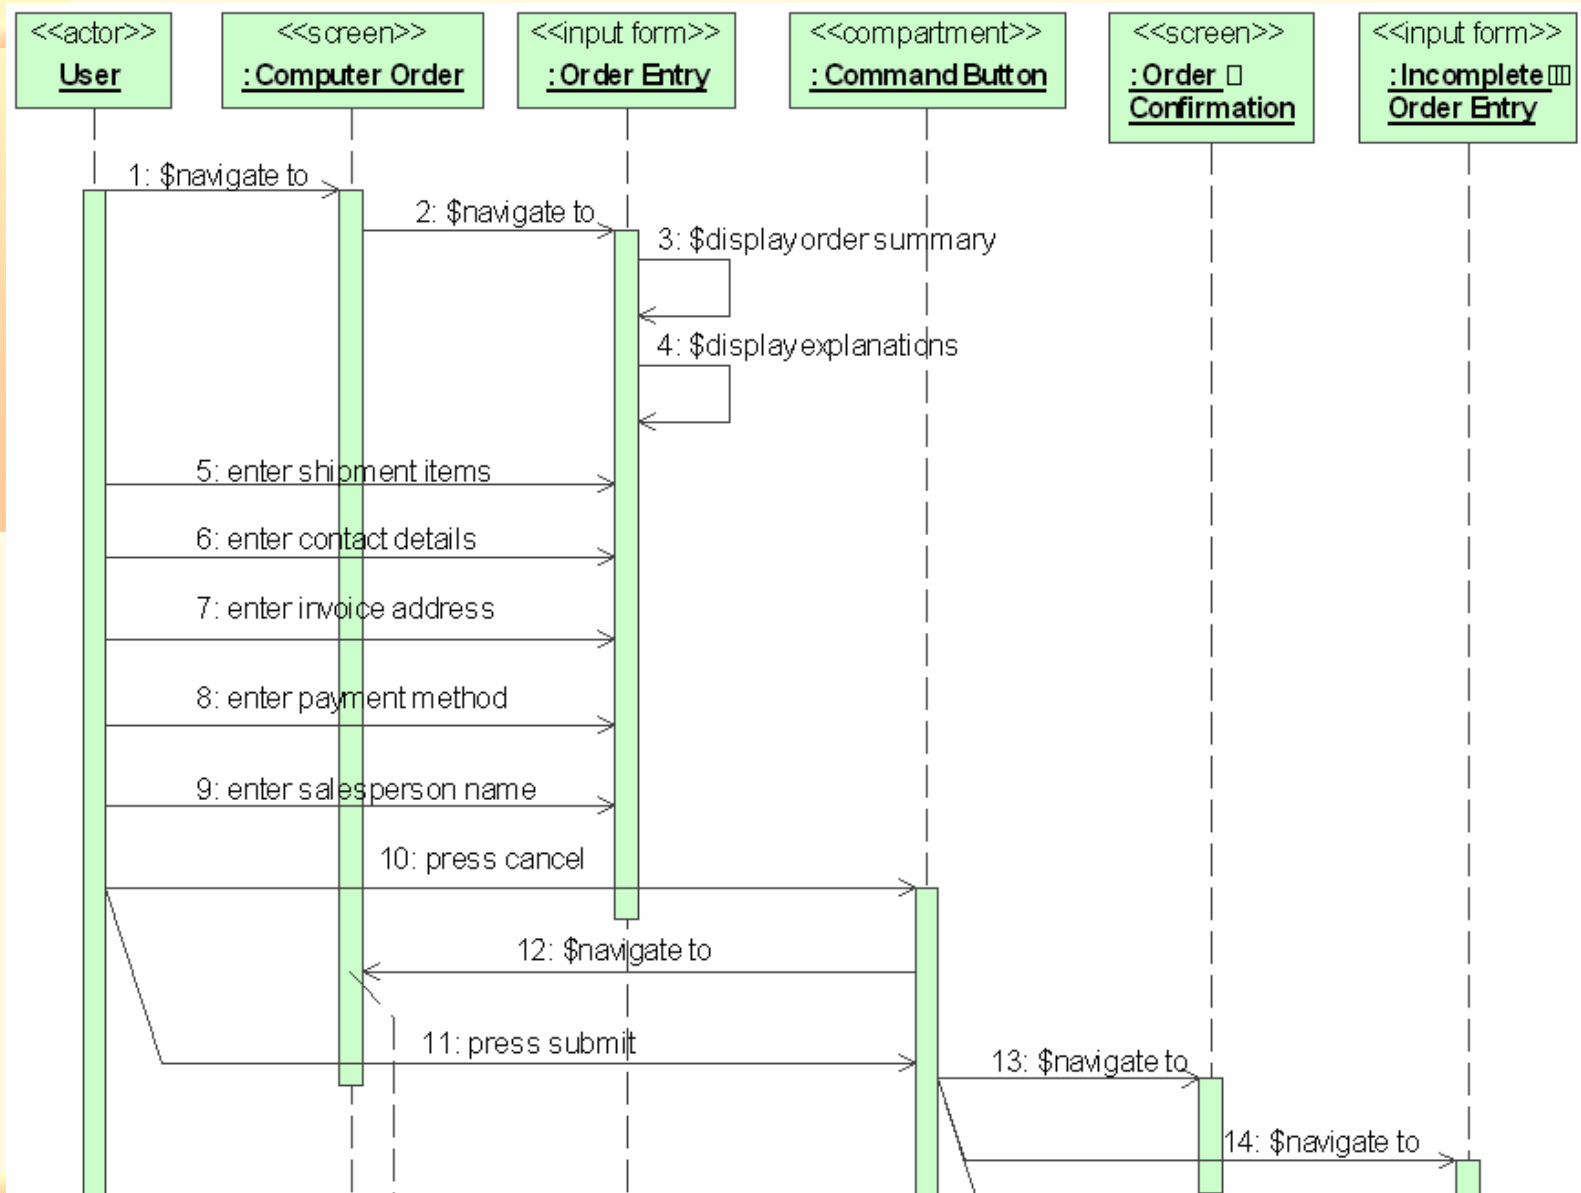 <<actor>>
User
<<screen>>
: Computer Order
<<input form>>
: Order Entry
<<compartment>>
: Command Button
<<screen>>
: Order
Confirmation
<<input form>>
: Incomplete
Order Entry
1: $navigate to
2: $navigate to
3: $display order summary
4: $display explanations
5: enter shipment items
6: enter contact details
7: enter invoice address
8: enter payment method
9: enter salesperson name
10: press cancel
12: $navigate to
11: press submit
13: $navigate to
14: $navigate to